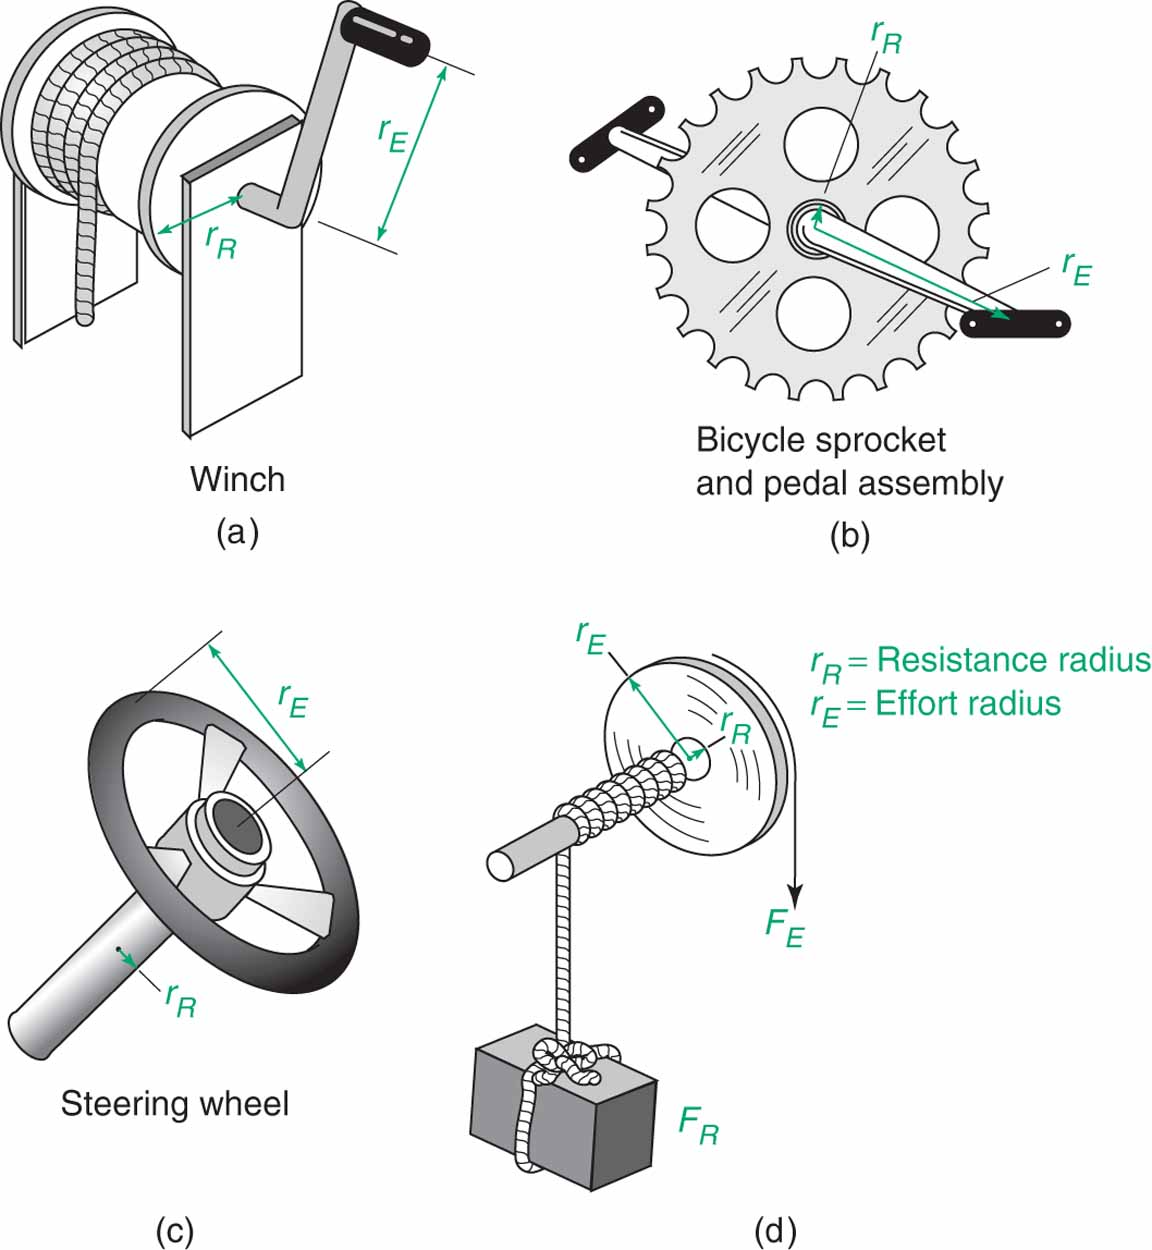 r_E
r_R
Winch
(a)
r_R
r_E
Bicycle sprocket
and pedal assembly
(b)
r_E
r_R
Steering wheel
(c)
r_E
r_R
F_E
F_R
(d)
r_R = Resistance radius
r_E = Effort radius